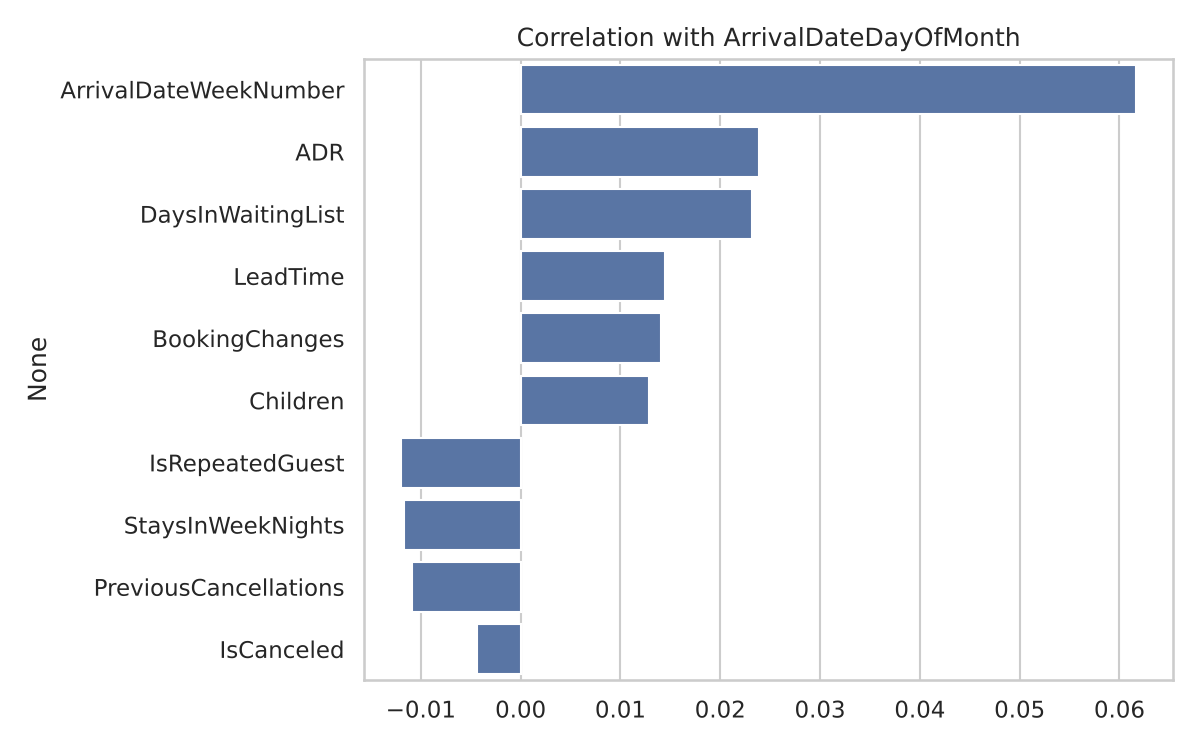 Correlation with ArrivalDateDayOfMonth
ArrivalDateWeekNumber
ADR
DaysInWaitingList
LeadTime
BookingChanges
Children
IsRepeatedGuest
StaysInWeekNights
PreviousCancellations
IsCanceled
None
−0.01 0.00 0.01 0.02 0.03 0.04 0.05 0.06